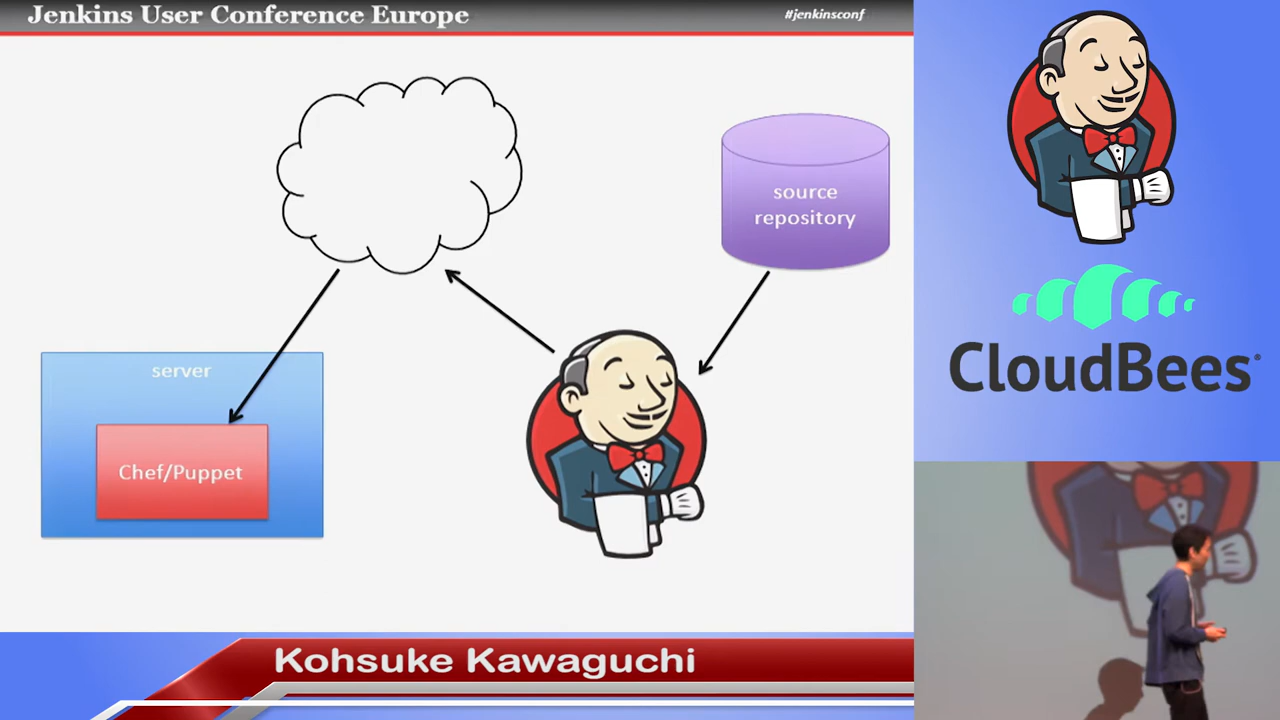 Jenkins User Conference Europe
#jenkinsconf
source
repository
server
Chef/Puppet
CloudBees
Kohsuke Kawaguchi